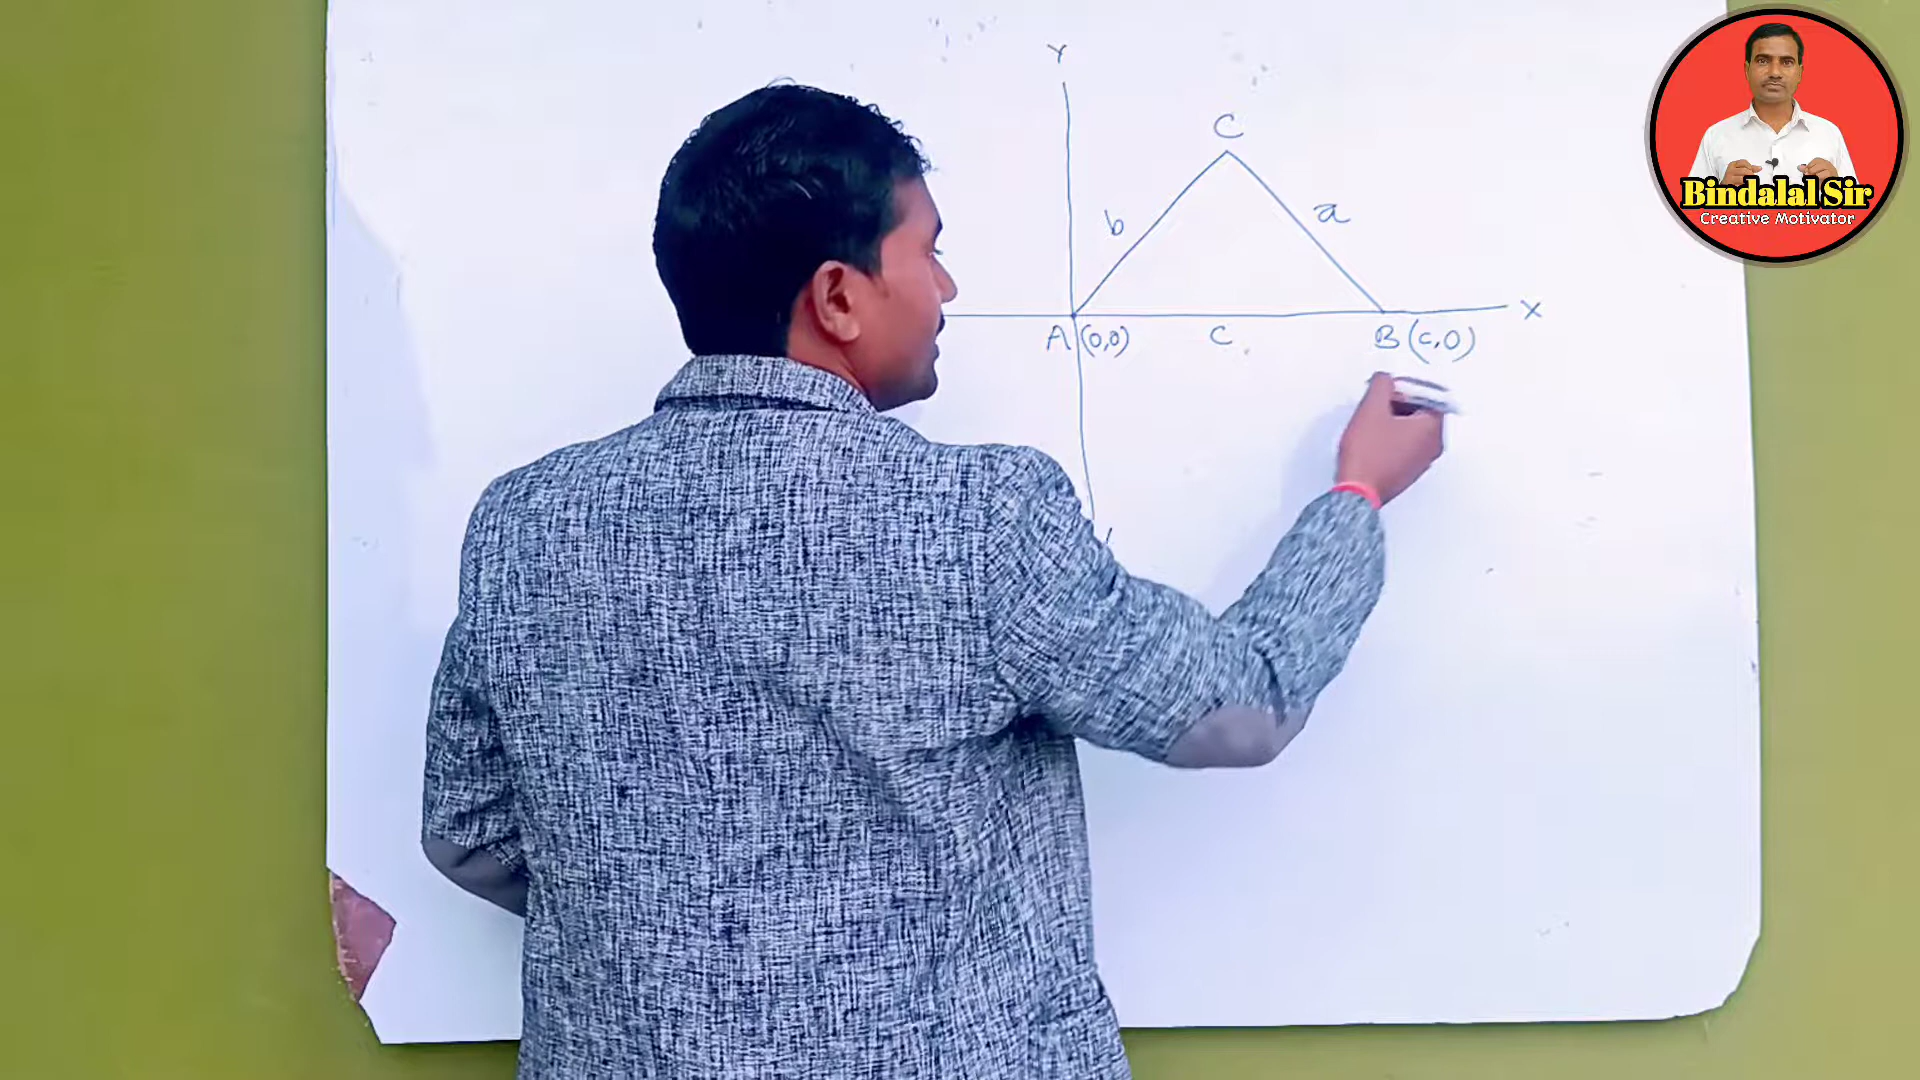 Y
C
b
a
X
A (0,0)
C
B (c,0)
Bindalal Sir
Creative Motivator